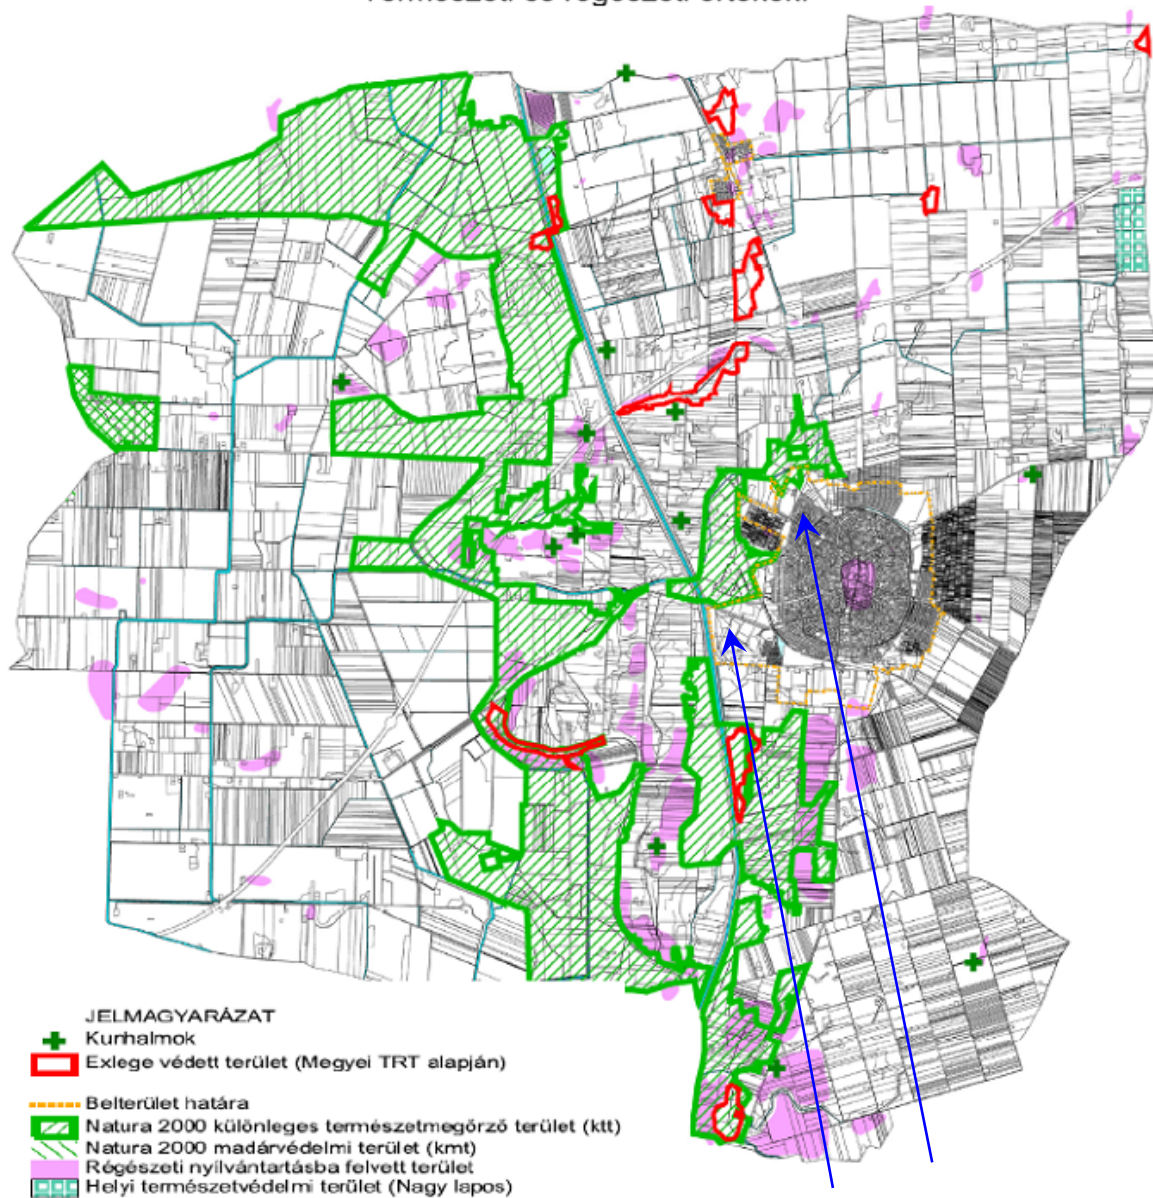 JELMAGYARÁZAT
Kunhalmok
Exlege védett terület (Megyei TRT alapján)
Belterület határa
Natura 2000 különleges természetmegőrző terület (ktt)
Natura 2000 madárvédelmi terület (kmt)
Régészeti nyilvántartásba felvett terület
Helyi természetvédelmi terület (Nagy lapos)